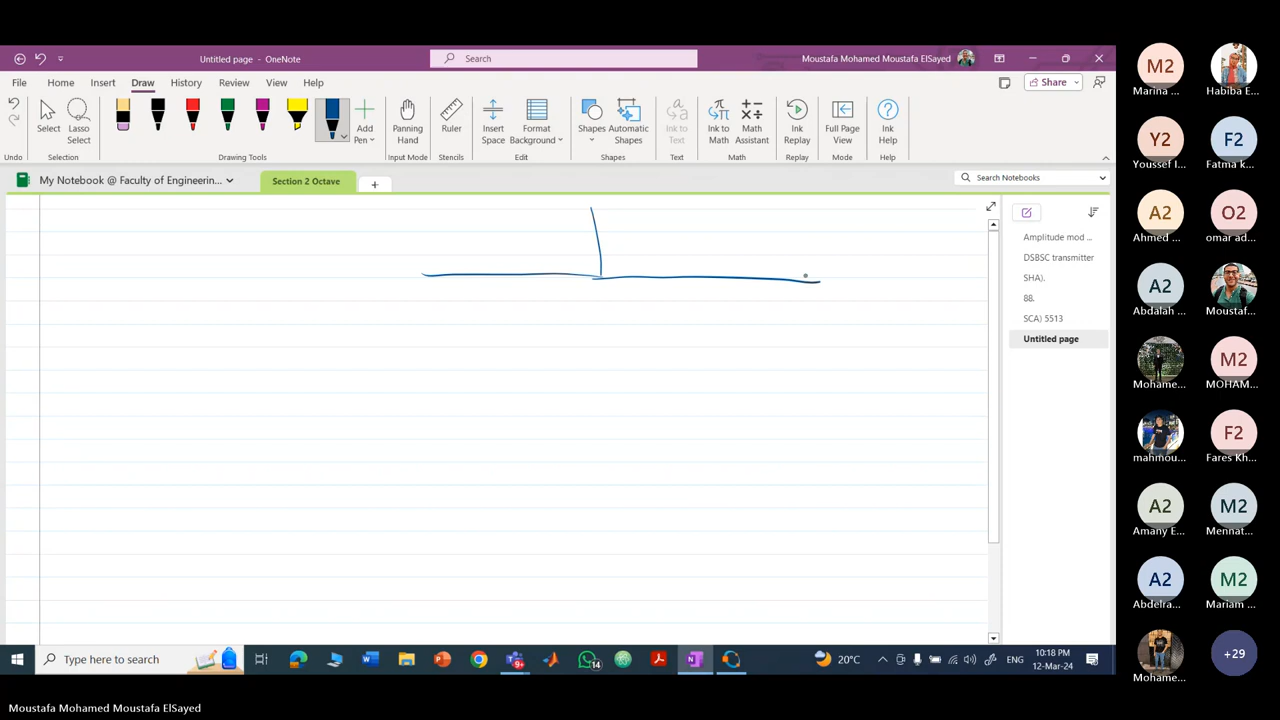 Untitled page - OneNote
Search
Moustafa Mohamed Moustafa ElSayed
File Home Insert Draw History Review View Help
Share
Select
Lasso Select
Add Pen
Panning Hand
Ruler
Insert Space
Format Background
Shapes
Automatic Shapes
Ink to Text
Ink to Math
Math Assistant
Ink Replay
Full Page View
Ink Help
Undo Selection Drawing Tools Input Mode Stencils Edit Shapes Text Math Replay Mode Help
My Notebook @ Faculty of Engineerin...
Section 2 Octave
+
Search Notebooks
Amplitude mod ...
DSBSC transmitter
SHA).
88.
SCA) 5513
Untitled page
M2
Marina ...
Habiba E...
Y2
Youssef I...
F2
Fatma k...
A2
Ahmed ...
O2
omar ad...
A2
Abdalah ...
Moustaf...
Mohame...
M2
MOHAM...
mahmou...
F2
Fares Kh...
A2
Amany E...
M2
Mennat...
A2
Abdelra...
M2
Mariam ...
Mohame...
+29
Type here to search
9+
14
20°C
ENG
10:18 PM
12-Mar-24
Moustafa Mohamed Moustafa ElSayed